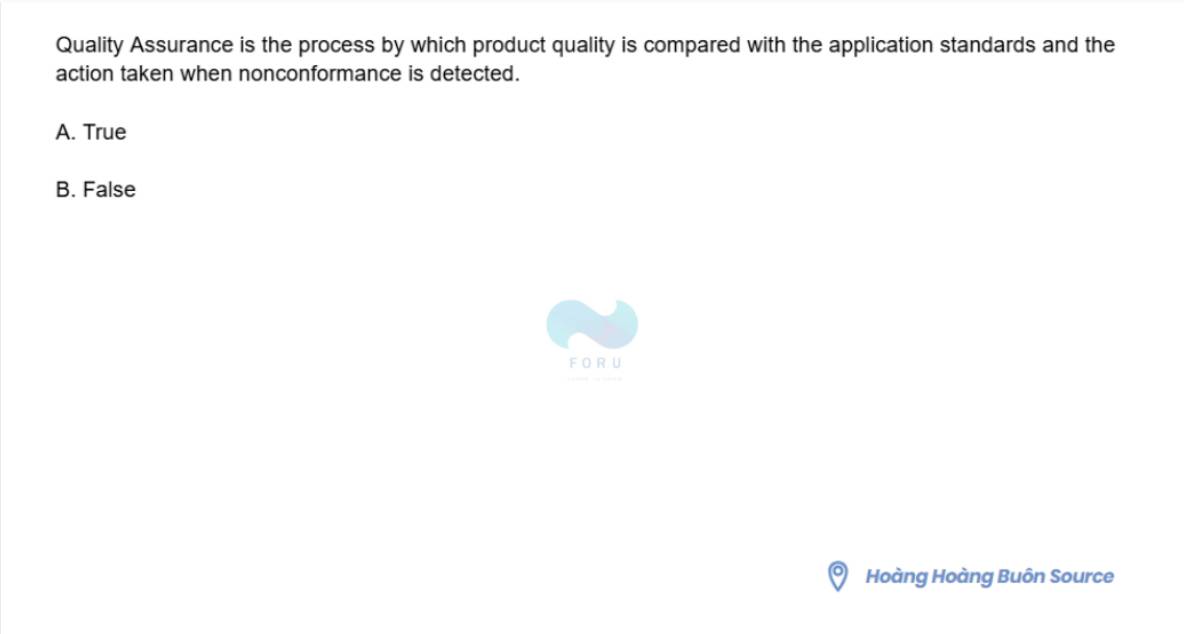 Quality Assurance is the process by which product quality is compared with the application standards and the
action taken when nonconformance is detected.
A. True
B. False
FORU
Hoàng Hoàng Buôn Source